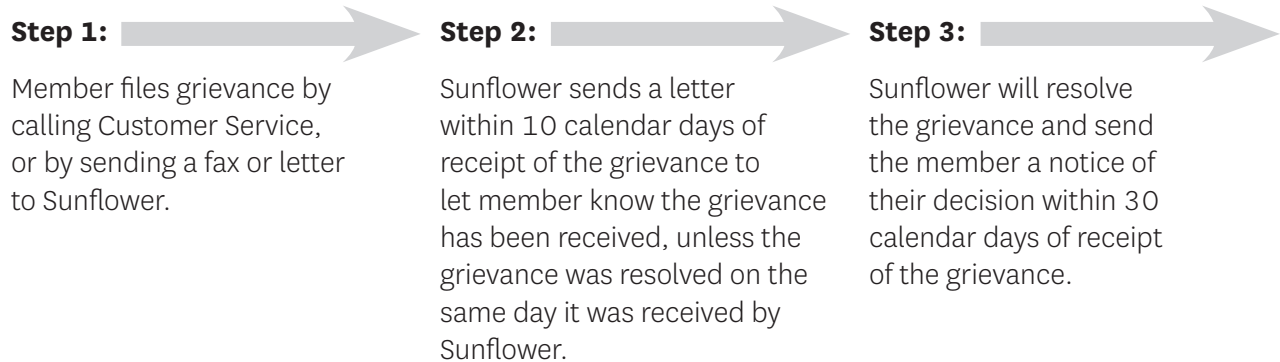 Step 1:
Member files grievance by
calling Customer Service,
or by sending a fax or letter
to Sunflower.
Step 2:
Sunflower sends a letter
within 10 calendar days of
receipt of the grievance to
let member know the grievance
has been received, unless the
grievance was resolved on the
same day it was received by
Sunflower.
Step 3:
Sunflower will resolve
the grievance and send
the member a notice of
their decision within 30
calendar days of receipt
of the grievance.